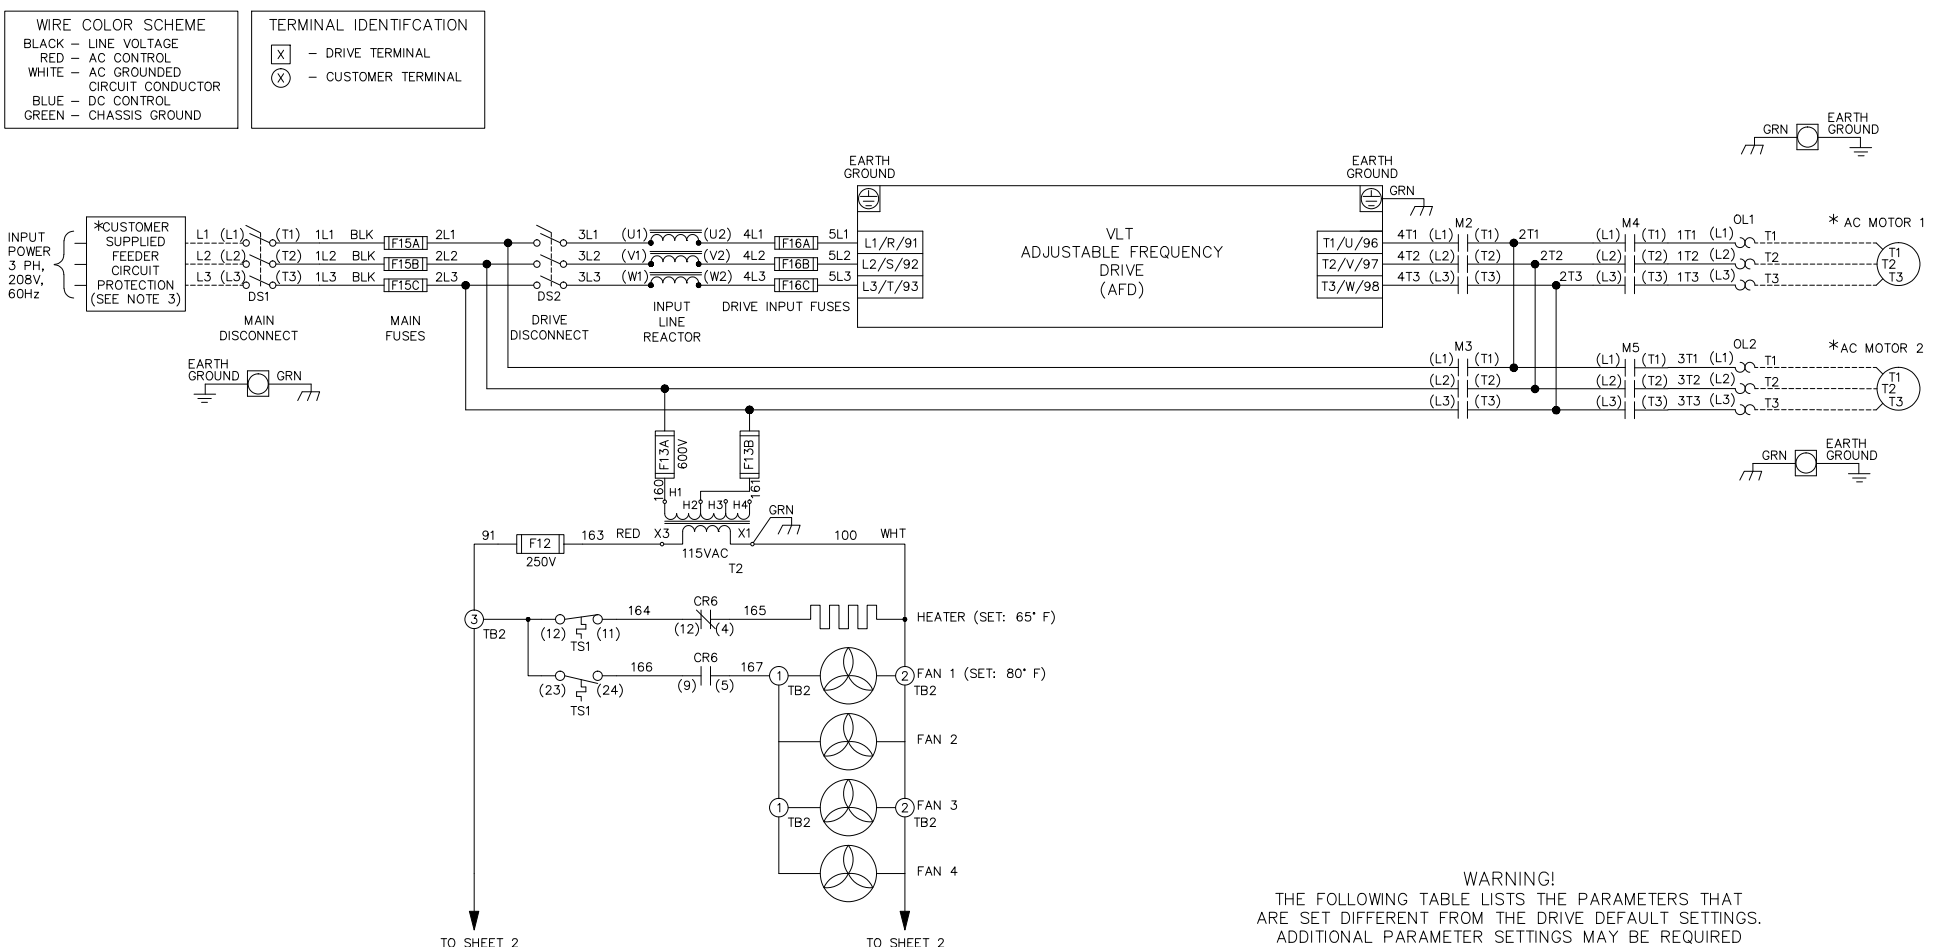 WIRE COLOR SCHEME
BLACK – LINE VOLTAGE
RED – AC CONTROL
WHITE – AC GROUNDED
CIRCUIT CONDUCTOR
BLUE – DC CONTROL
GREEN – CHASSIS GROUND
TERMINAL IDENTIFCATION
X – DRIVE TERMINAL
X – CUSTOMER TERMINAL
GRN EARTH
GROUND
INPUT
POWER
3 PH,
208V,
60Hz
*CUSTOMER
SUPPLIED
FEEDER
CIRCUIT
PROTECTION
(SEE NOTE 3)
L1 (L1) (T1) 1L1 BLK F15A 2L1
L2 (L2) (T2) 1L2 BLK F15B 2L2
L3 (L3) (T3) 1L3 BLK F15C 2L3
DS1
MAIN
DISCONNECT
MAIN
FUSES
3L1 (U1) (U2) 4L1 F16A 5L1
3L2 (V1) (V2) 4L2 F16B 5L2
3L3 (W1) (W2) 4L3 F16C 5L3
DS2
DRIVE
DISCONNECT
INPUT
LINE
REACTOR
DRIVE INPUT FUSES
EARTH
GROUND
L1/R/91
L2/S/92
L3/T/93
VLT
ADJUSTABLE FREQUENCY
DRIVE
(AFD)
EARTH
GROUND
GRN
T1/U/96
T2/V/97
T3/W/98
M2 M4 OL1 * AC MOTOR 1
4T1 (L1) (T1) 2T1 (L1) (T1) 1T1 (L1) T1
4T2 (L2) (T2) 2T2 (L2) (T2) 1T2 (L2) T2
4T3 (L3) (T3) 2T3 (L3) (T3) 1T3 (L3) T3
T1
T2
T3
M3 M5 OL2 *AC MOTOR 2
(L1) (T1) (L1) (T1) 3T1 (L1) T1
(L2) (T2) (L2) (T2) 3T2 (L2) T2
(L3) (T3) (L3) (T3) 3T3 (L3) T3
T1
T2
T3
EARTH
GROUND GRN
GRN EARTH
GROUND
F13A
600V
F13B
160
161
H1
H2 H3 H4
GRN
91 F12 163 RED X3 X1 100 WHT
250V
115VAC
T2
3
TB2
(12) (11)
TS1
164
CR6
(12) (4)
165
HEATER (SET: 65° F)
(23) (24)
TS1
166
CR6
(9) (5)
167
1
TB2
2
TB2
FAN 1 (SET: 80° F)
FAN 2
1
TB2
2
TB2
FAN 3
FAN 4
TO SHEET 2
TO SHEET 2
WARNING!
THE FOLLOWING TABLE LISTS THE PARAMETERS THAT
ARE SET DIFFERENT FROM THE DRIVE DEFAULT SETTINGS.
ADDITIONAL PARAMETER SETTINGS MAY BE REQUIRED